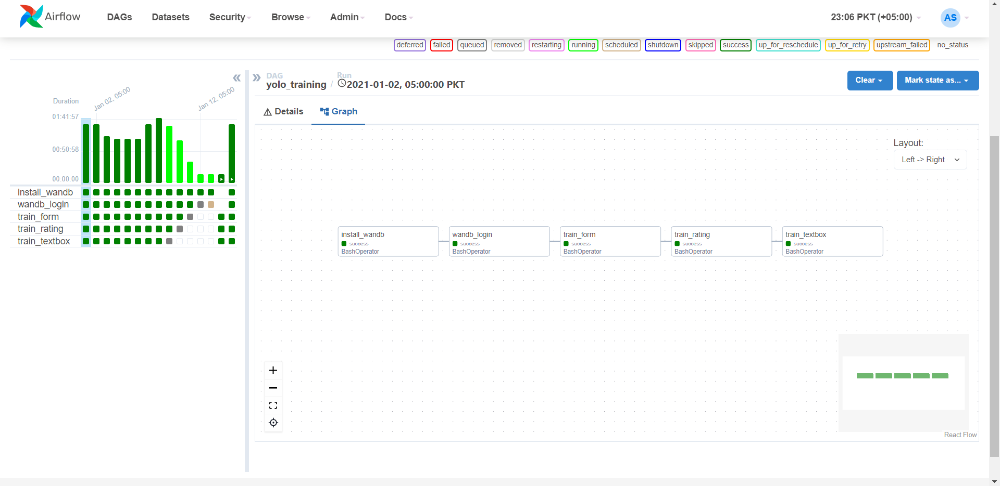 Airflow
DAGs Datasets Security Browse Admin Docs 23:06 PKT (+05:00) AS
deferred failed queued removed restarting running scheduled shutdown skipped success up_for_reschedule up_for_retry upstream_failed no_status
DAG Run
yolo_training / 2021-01-02, 05:00:00 PKT
Clear Mark state as...
Details Graph
Duration
Jan 02, 05:00 Jan 12, 05:00
01:41:57
00:50:58
00:00:00
install_wandb
wandb_login
train_form
train_rating
train_textbox
Layout:
Left -> Right
install_wandb
success
BashOperator
wandb_login
success
BashOperator
train_form
success
BashOperator
train_rating
success
BashOperator
train_textbox
success
BashOperator
React Flow